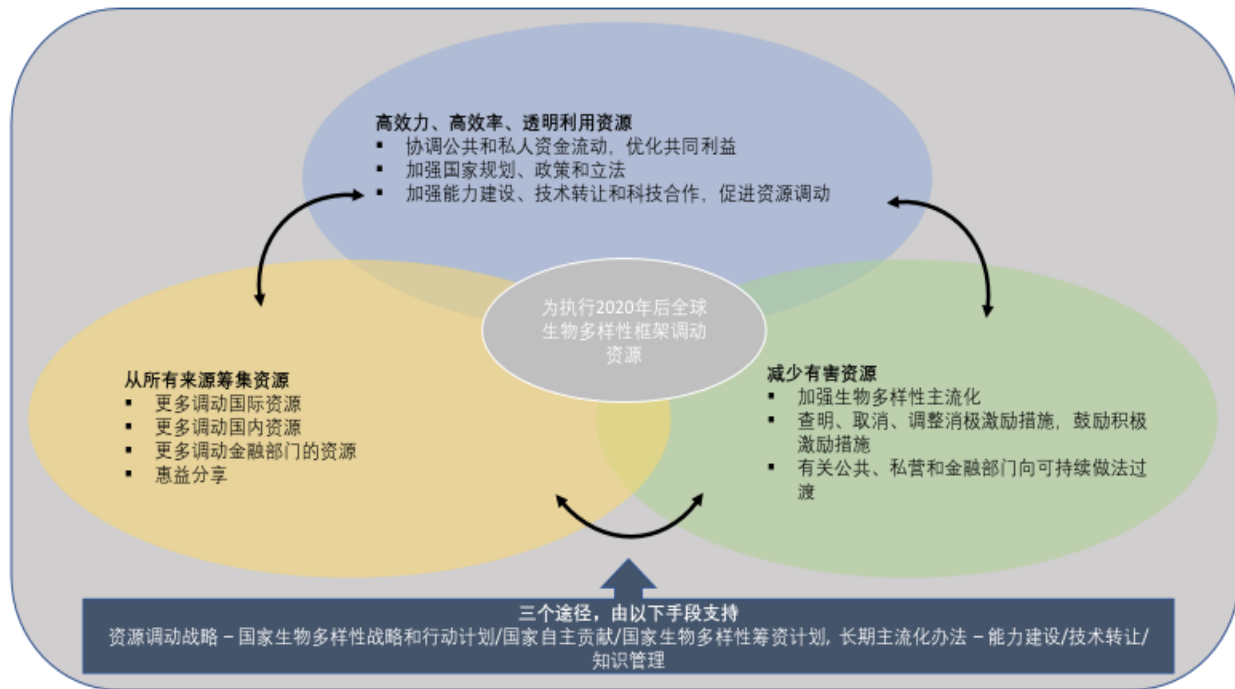 高效力、高效率、透明利用资源
▪ 协调公共和私人资金流动，优化共同利益
▪ 加强国家规划、政策和立法
▪ 加强能力建设、技术转让和科技合作，促进资源调动
为执行2020年后全球
生物多样性框架调动
资源
从所有来源筹集资源
▪ 更多调动国际资源
▪ 更多调动国内资源
▪ 更多调动金融部门的资源
▪ 惠益分享
减少有害资源
▪ 加强生物多样性主流化
▪ 查明、取消、调整消极激励措施，鼓励积极
激励措施
▪ 有关公共、私营和金融部门向可持续做法过
渡
三个途径，由以下手段支持
资源调动战略 – 国家生物多样性战略和行动计划/国家自主贡献/国家生物多样性筹资计划, 长期主流化办法 – 能力建设/技术转让/
知识管理